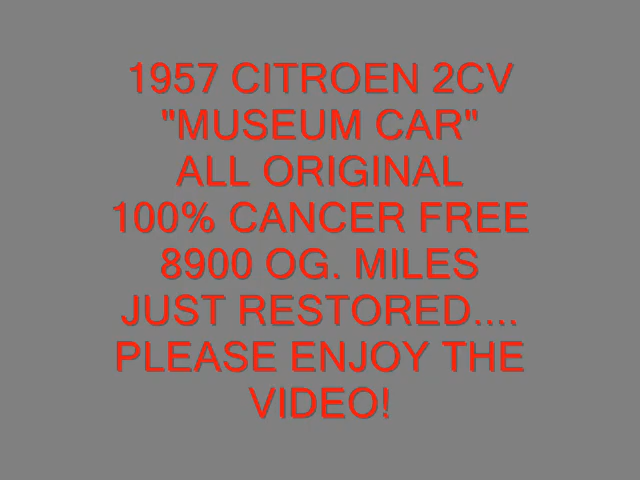 1957 CITROEN 2CV
"MUSEUM CAR"
ALL ORIGINAL
100% CANCER FREE
8900 OG. MILES
JUST RESTORED....
PLEASE ENJOY THE
VIDEO!